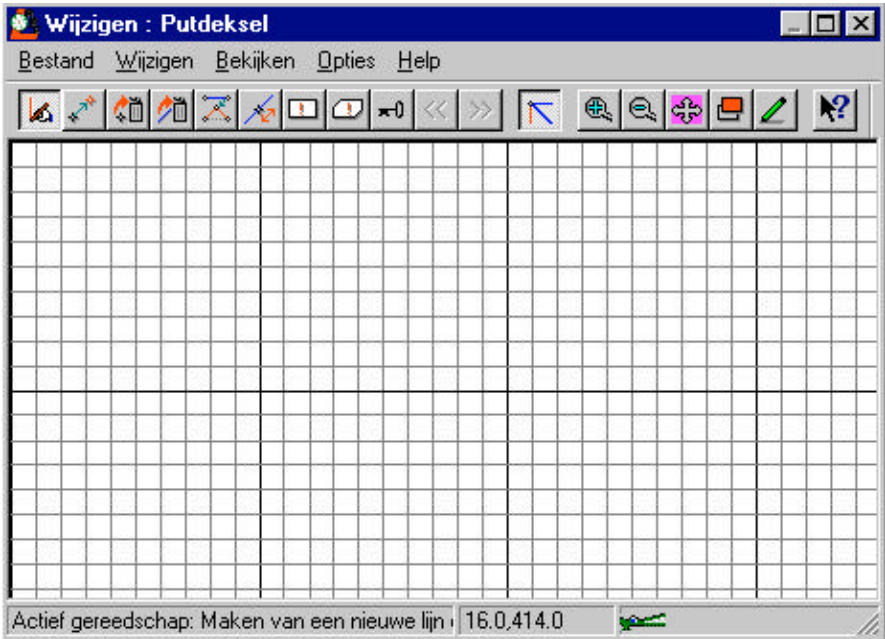 Wijzigen : Putdeksel
Bestand Wijzigen Bekijken Opties Help
Actief gereedschap: Maken van een nieuwe lijn 16.0,414.0